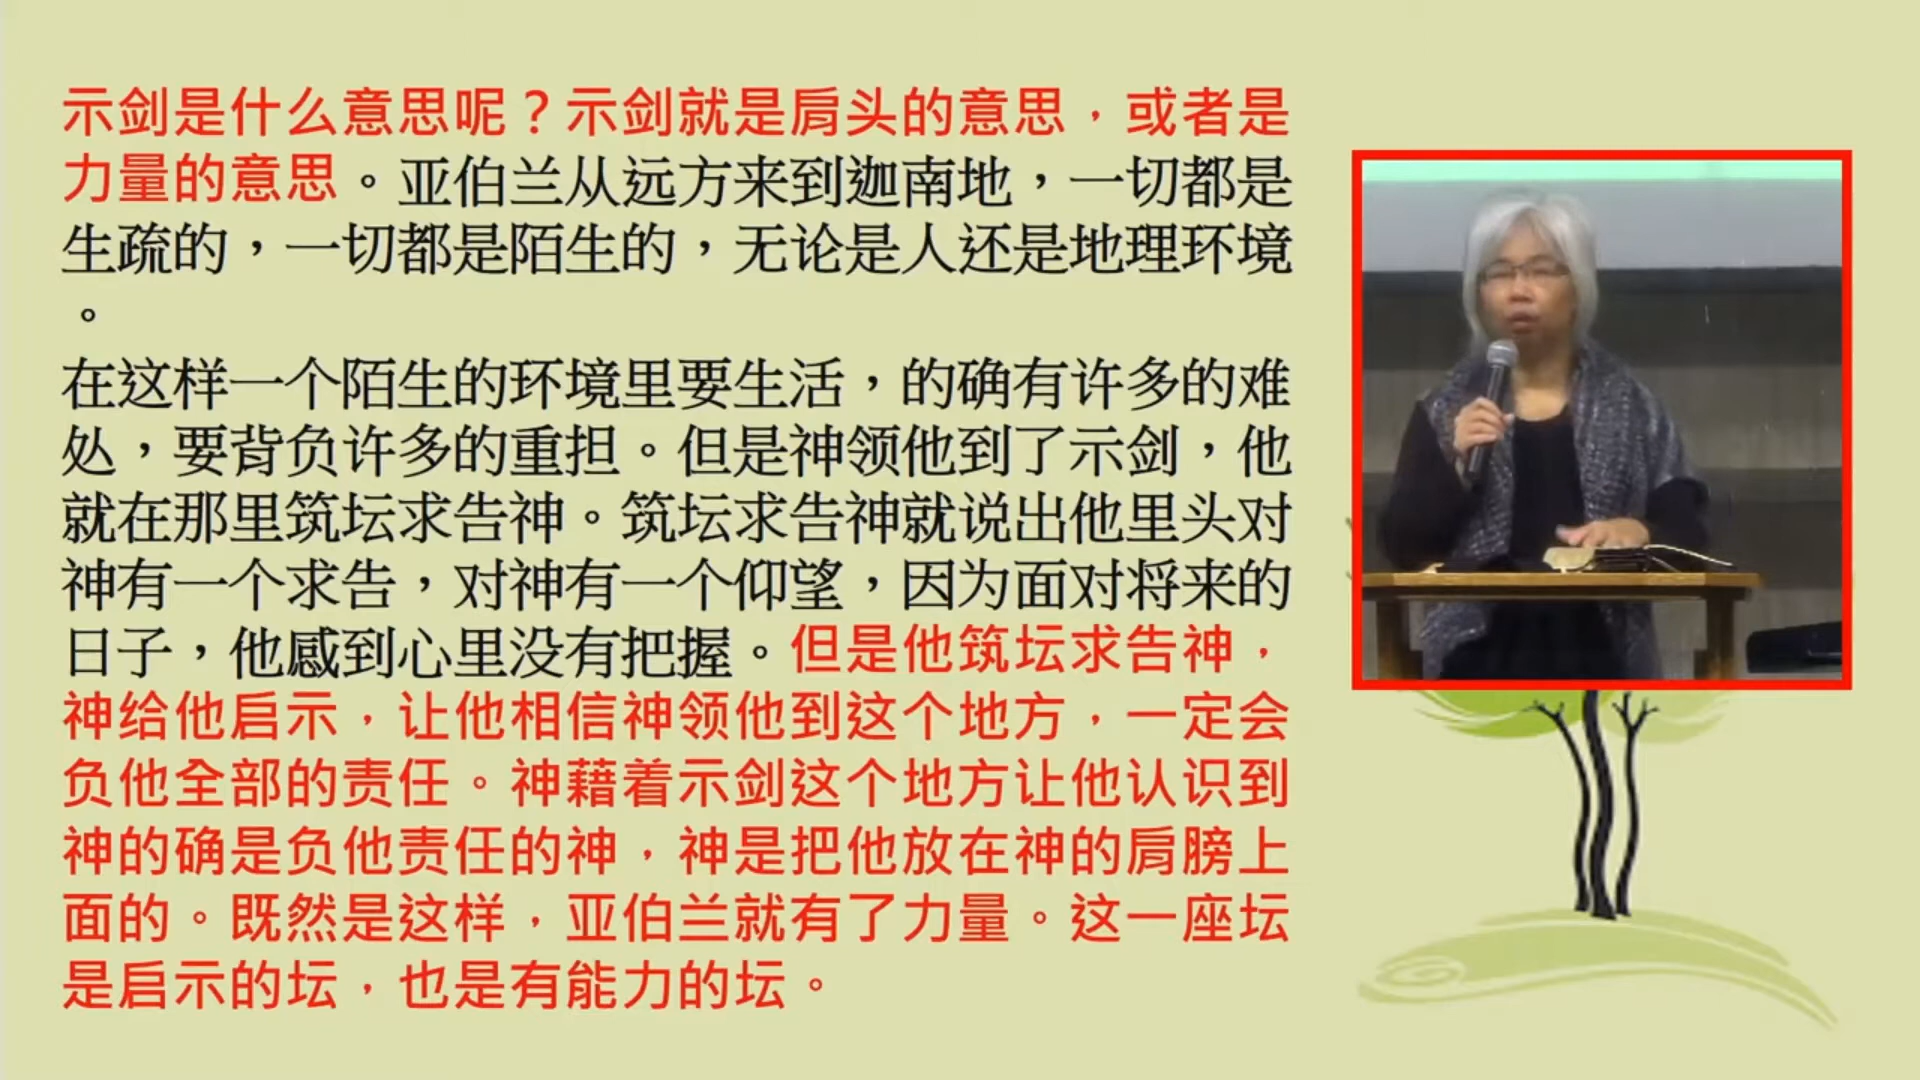 示剑是什么意思呢？示剑就是肩头的意思，或者是
力量的意思。亚伯兰从远方来到迦南地，一切都是
生疏的，一切都是陌生的，无论是人还是地理环境
。
在这样一个陌生的环境里要生活，的确有许多的难
处，要背负许多的重担。但是神领他到了示剑，他
就在那里筑坛求告神。筑坛求告神就说出他里头对
神有一个求告，对神有一个仰望，因为面对将来的
日子，他感到心里没有把握。但是他筑坛求告神，
神给他启示，让他相信神领他到这个地方，一定会
负他全部的责任。神藉着示剑这个地方让他认识到
神的确是负他责任的神，神是把他放在神的肩膀上
面的。既然是这样，亚伯兰就有了力量。这一座坛
是启示的坛，也是有能力的坛。